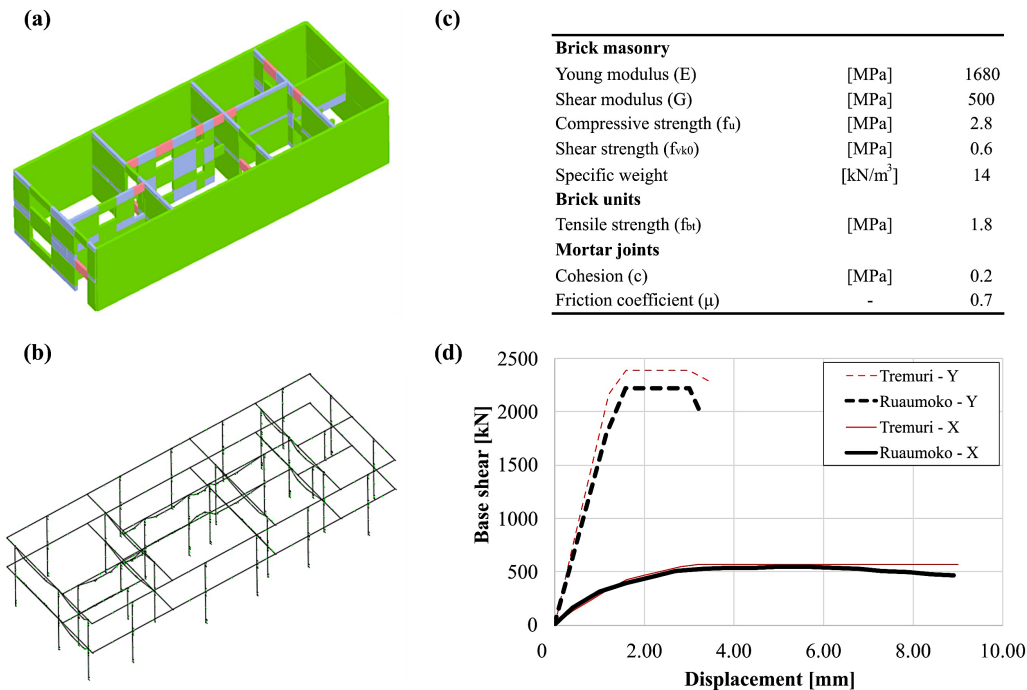 (a)
(c)
Brick masonry
Young modulus (E) [MPa] 1680
Shear modulus (G) [MPa] 500
Compressive strength (fu) [MPa] 2.8
Shear strength (fvk0) [MPa] 0.6
Specific weight [kN/m³] 14
Brick units
Tensile strength (fbt) [MPa] 1.8
Mortar joints
Cohesion (c) [MPa] 0.2
Friction coefficient (μ) - 0.7
(b)
(d)
2500
2000
1500
1000
500
0
Base shear [kN]
Tremuri - Y
Ruaumoko - Y
Tremuri - X
Ruaumoko - X
0 2.00 4.00 6.00 8.00 10.00
Displacement [mm]